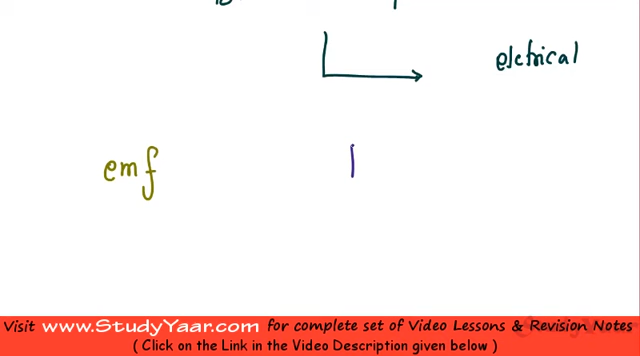 eletrical
emf
Visit www.StudyYaar.com for complete set of Video Lessons & Revision Notes
( Click on the Link in the Video Description given below )